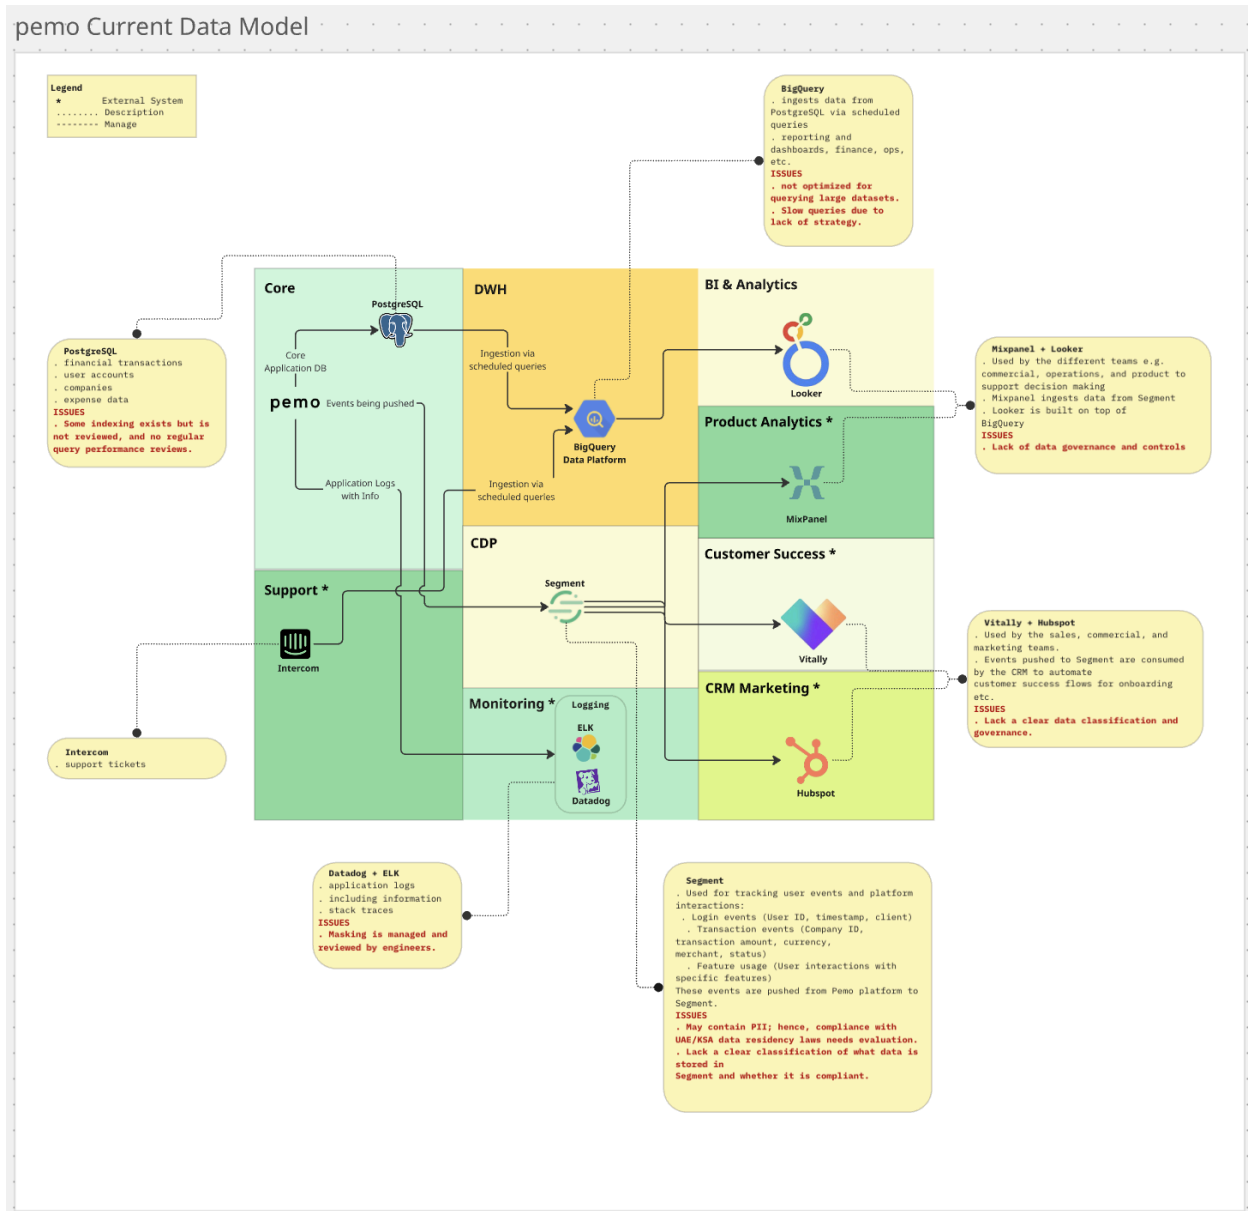 pemo Current Data Model
Legend
* External System
........ Description
-------- Manage
BigQuery
. ingests data from
PostgreSQL via scheduled
queries
. reporting and
dashboards, finance, ops,
etc.
ISSUES
. not optimized for
querying large datasets.
. Slow queries due to
lack of strategy.
Core
PostgreSQL
Core
Application DB
pemo
Events being pushed
Application Logs
with Info
DWH
Ingestion via
scheduled queries
BigQuery
Data Platform
Ingestion via
scheduled querles
BI & Analytics
Looker
Product Analytics *
MixPanel
PostgreSQL
. financial transactions
. user accounts
. companies
. expense data
ISSUES
. Some indexing exists but is
not reviewed, and no regular
query performance reviews.
Mixpanel + Looker
. Used by the different teams e.g.
commercial, operations, and product to
support decision making
. Mixpanel ingests data from Segment
. Looker is built on top of
BigQuery
ISSUES
. Lack of data governance and controls
Support *
Intercom
CDP
Segment
Customer Success *
Vitally
CRM Marketing *
Hubspot
Monitoring *
Logging
ELK
Datadog
Vitally + Hubspot
. Used by the sales, commercial, and
marketing teams.
. Events pushed to Segment are consumed
by the CRM to automate
customer success flows for onboarding
etc.
ISSUES
. Lack a clear data classification and
governance.
Intercom
. support tickets
Datadog + ELK
. application logs
. including information
. stack traces
ISSUES
. Masking is managed and
reviewed by engineers.
Segment
. Used for tracking user events and platform
interactions:
. Login events (User ID, timestamp, client)
. Transaction events (Company ID,
transaction amount, currency,
merchant, status)
. Feature usage (User interactions with
specific features)
These events are pushed from Pemo platform to
Segment.
ISSUES
. May contain PII; hence, compliance with
UAE/KSA data residency laws needs evaluation.
. Lack a clear classification of what data is
stored in
Segment and whether it is compliant.